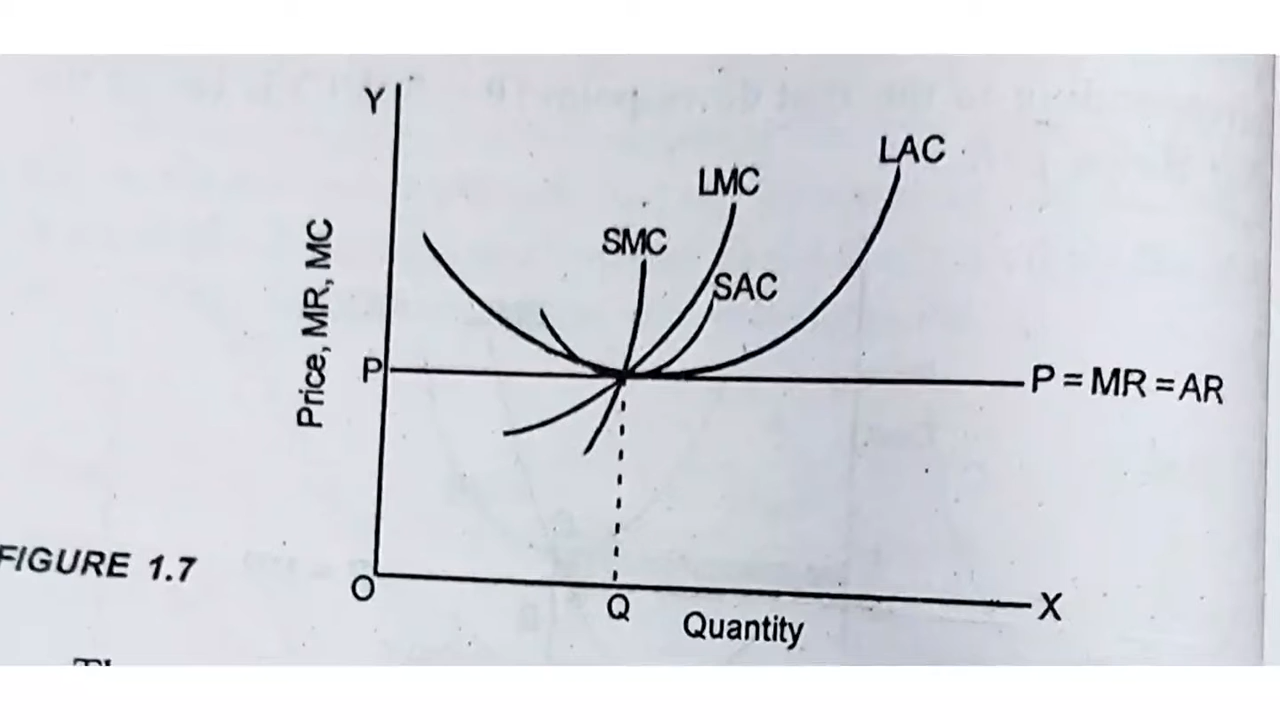 Y
LAC
LMC
SMC
SAC
Price, MR, MC
P
P = MR = AR
FIGURE 1.7
O
Q
Quantity
X